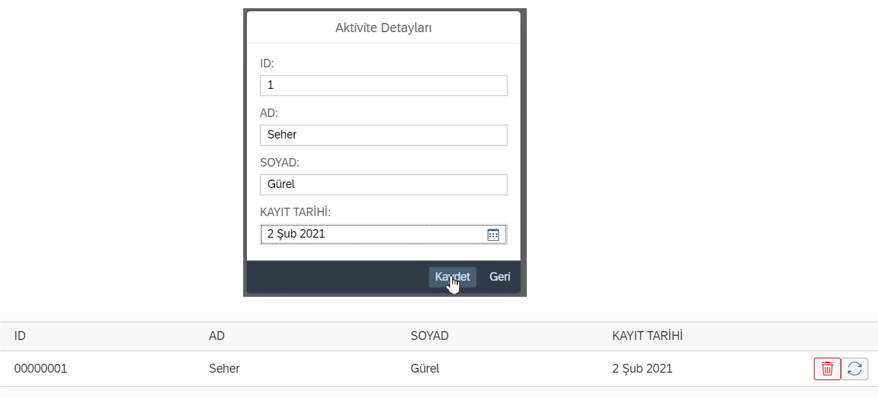 Aktivite Detayları
ID:
1
AD:
Seher
SOYAD:
Gürel
KAYIT TARİHİ:
2 Şub 2021
Kaydet Geri
ID AD SOYAD KAYIT TARİHİ
00000001 Seher Gürel 2 Şub 2021